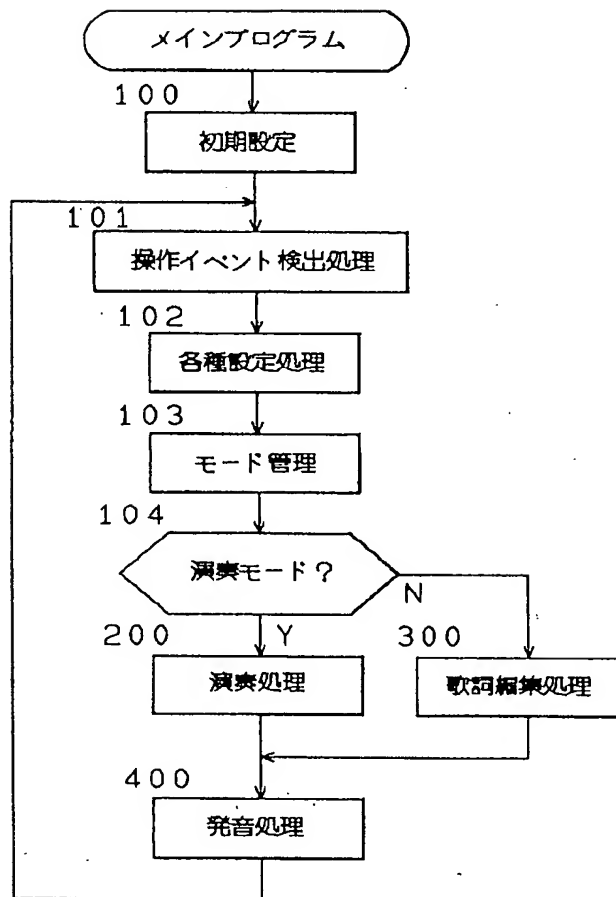 メインプログラム
100
初期設定
101
操作イベント検出処理
102
各種設定処理
103
モード管理
104
演奏モード？
N
200
Y
300
演奏処理
歌詞編集処理
400
発音処理